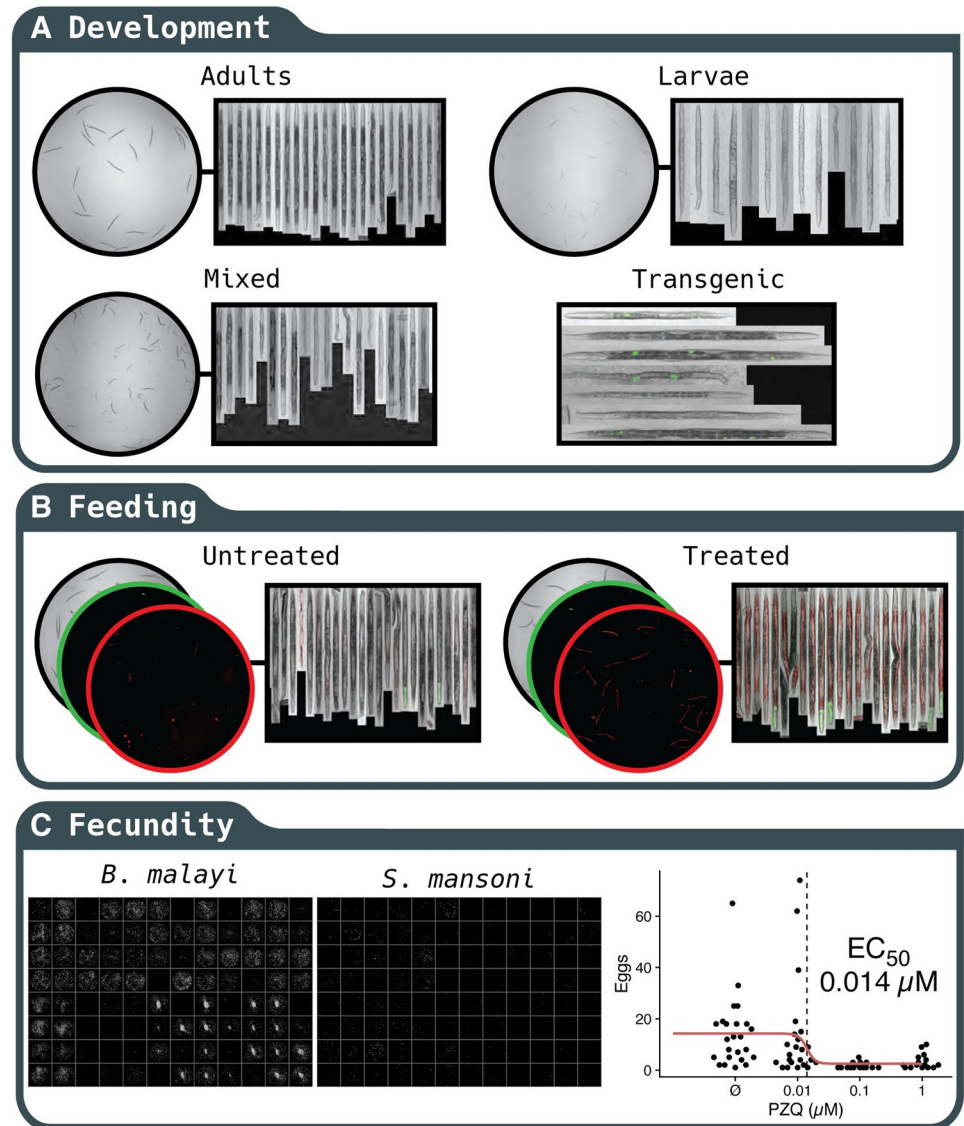 A Development
Adults
Larvae
Mixed
Transgenic
B Feeding
Untreated
Treated
C Fecundity
B. malayi
S. mansoni
Eggs
60
40
20
0
EC50
0.014 μM
Ø
0.01
0.1
1
PZQ (μM)